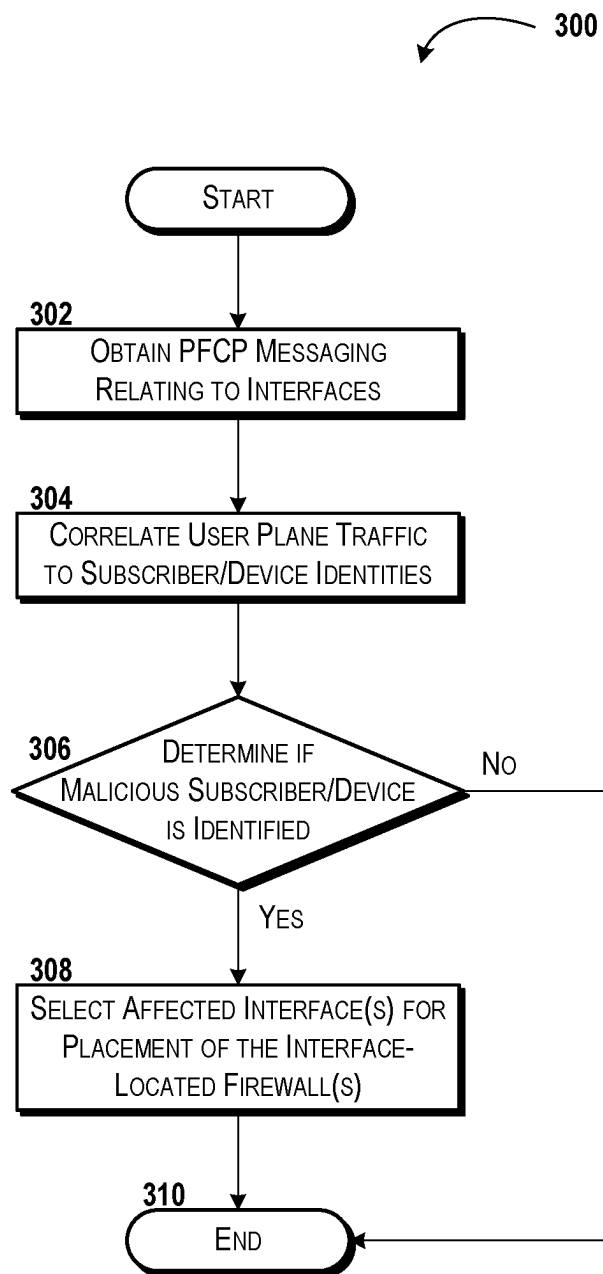 300
START
302
OBTAIN PFCP MESSAGING
RELATING TO INTERFACES
304
CORRELATE USER PLANE TRAFFIC
TO SUBSCRIBER/DEVICE IDENTITIES
306
DETERMINE IF
MALICIOUS SUBSCRIBER/DEVICE
IS IDENTIFIED
NO
YES
308
SELECT AFFECTED INTERFACE(S) FOR
PLACEMENT OF THE INTERFACE-
LOCATED FIREWALL(S)
310
END